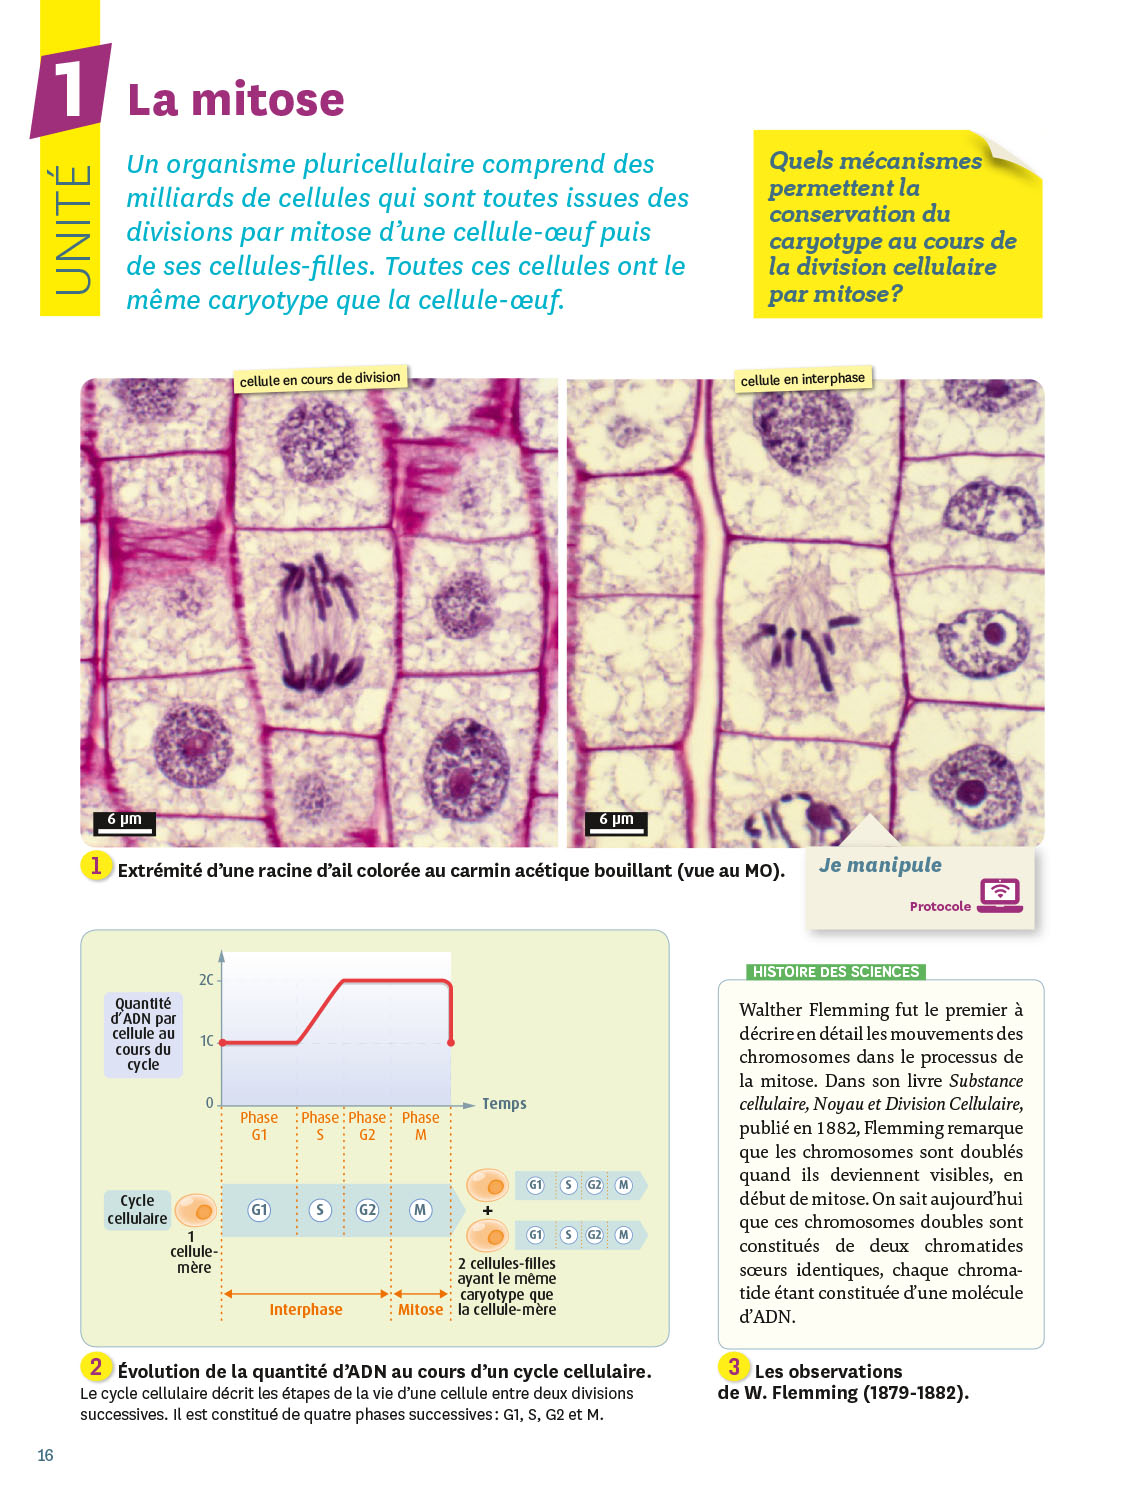 1
UNITÉ
La mitose
Un organisme pluricellulaire comprend des
milliards de cellules qui sont toutes issues des
divisions par mitose d’une cellule-œuf puis
de ses cellules-filles. Toutes ces cellules ont le
même caryotype que la cellule-œuf.
Quels mécanismes
permettent la
conservation du
caryotype au cours de
la division cellulaire
par mitose?
cellule en cours de division
cellule en interphase
6 µm
6 µm
1 Extrémité d’une racine d’ail colorée au carmin acétique bouillant (vue au MO).
Je manipule
Protocole
Quantité
d’ADN par
cellule au
cours du
cycle
2C
1C
0
Temps
Phase
G1
Phase
S
Phase
G2
Phase
M
Cycle
cellulaire
1
cellule-
mère
G1 S G2 M
G1 S G2 M
+
G1 S G2 M
2 cellules-filles
ayant le même
caryotype que
la cellule-mère
Interphase
Mitose
2 Évolution de la quantité d’ADN au cours d’un cycle cellulaire.
Le cycle cellulaire décrit les étapes de la vie d’une cellule entre deux divisions
successives. Il est constitué de quatre phases successives : G1, S, G2 et M.
HISTOIRE DES SCIENCES
Walther Flemming fut le premier à
décrire en détail les mouvements des
chromosomes dans le processus de
la mitose. Dans son livre Substance
cellulaire, Noyau et Division Cellulaire,
publié en 1882, Flemming remarque
que les chromosomes sont doublés
quand ils deviennent visibles, en
début de mitose. On sait aujourd’hui
que ces chromosomes doubles sont
constitués de deux chromatides
sœurs identiques, chaque chroma-
tide étant constituée d’une molécule
d’ADN.
3 Les observations
de W. Flemming (1879-1882).
16